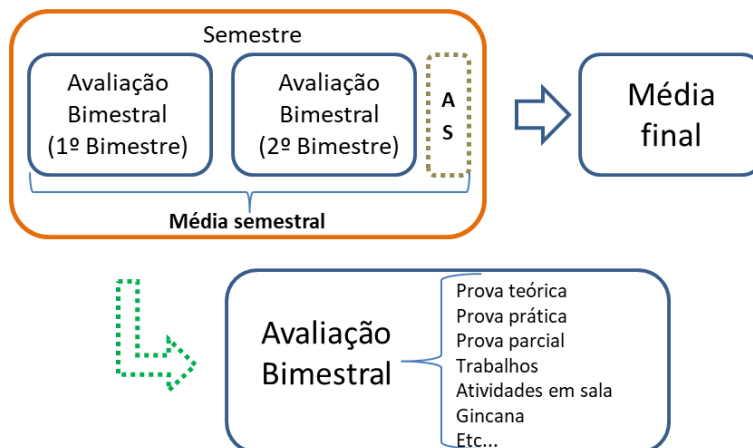 Semestre
Avaliação
Bimestral
(1º Bimestre)
Avaliação
Bimestral
(2º Bimestre)
A
S
Média semestral
Média
final
Avaliação
Bimestral
Prova teórica
Prova prática
Prova parcial
Trabalhos
Atividades em sala
Gincana
Etc...